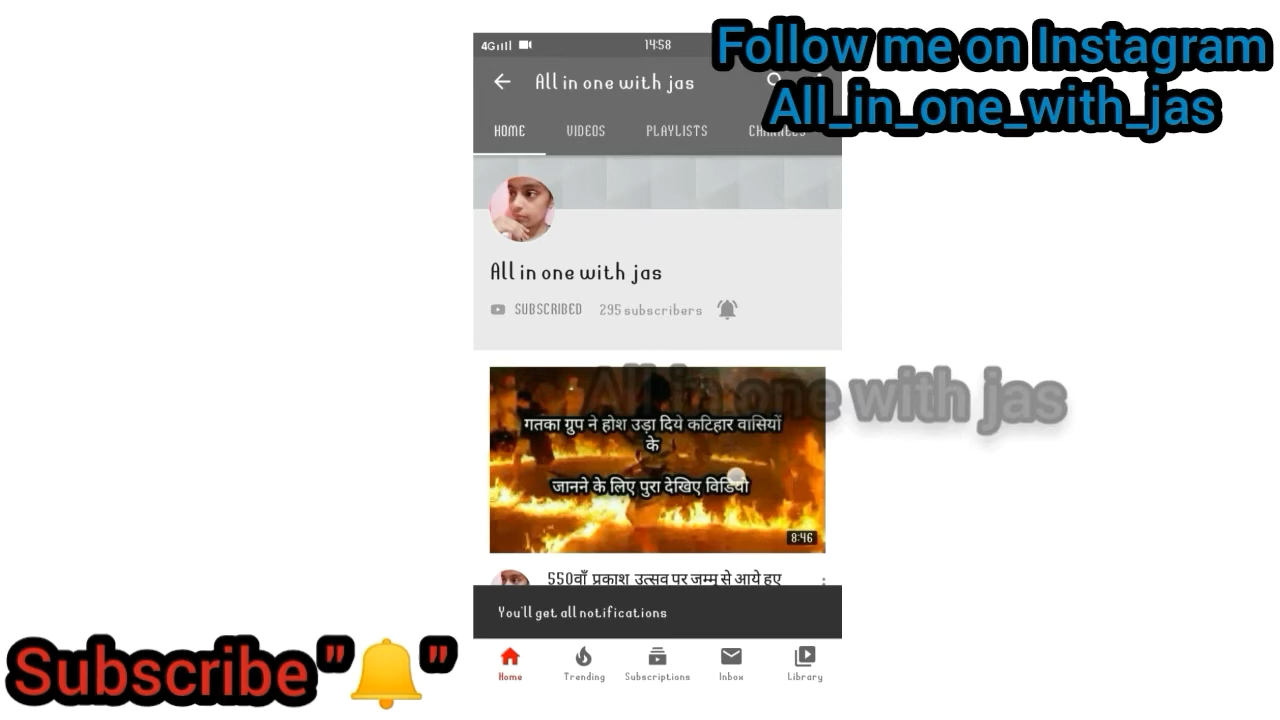 Follow me on Instagram
All_in_one_with_jas
4G 14:58
All in one with jas
HOME VIDEOS PLAYLISTS CHANNELS
All in one with jas
SUBSCRIBED 295 subscribers
All in one with jas
गतका ग्रुप ने होश उड़ा दिये कटिहार वासियों
के
जानने के लिए पुरा देखिए विडियो
8:46
550वाँ प्रकाश उत्सव पर जम्मू से आये हुए
You'll get all notifications
Subscribe"🔔"
Home Trending Subscriptions Inbox Library